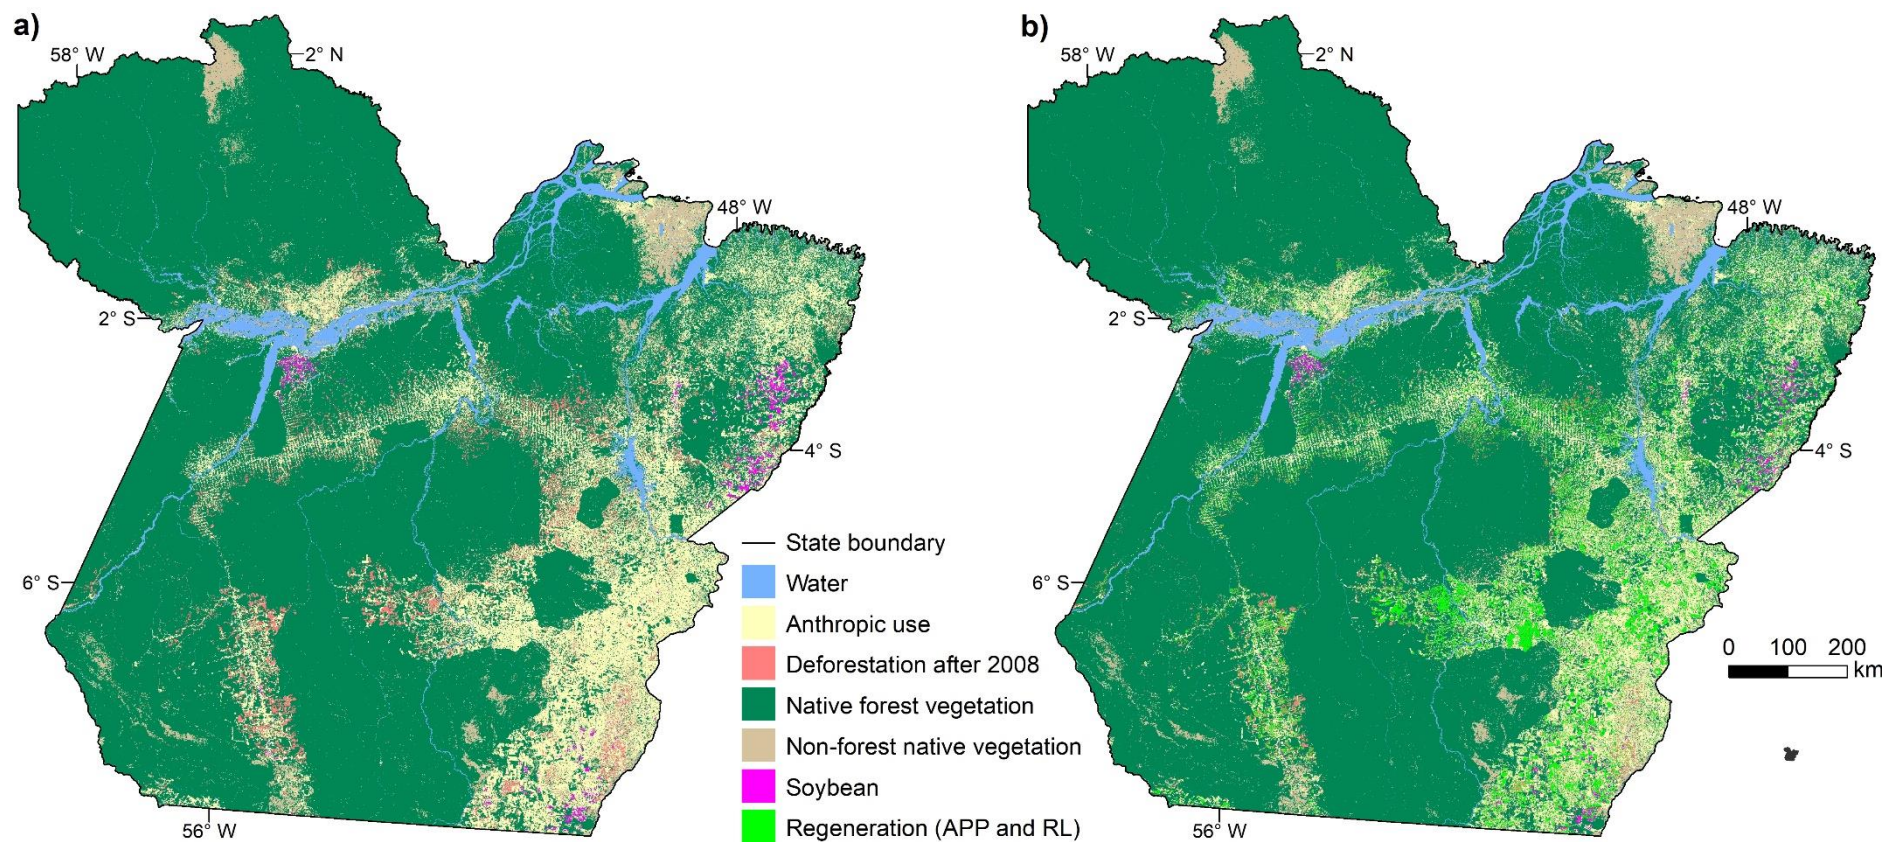 a)
58° W
2° N
48° W
2° S
4° S
6° S
56° W
State boundary
Water
Anthropic use
Deforestation after 2008
Native forest vegetation
Non-forest native vegetation
Soybean
Regeneration (APP and RL)
b)
58° W
2° N
48° W
2° S
4° S
6° S
56° W
0 100 200
km